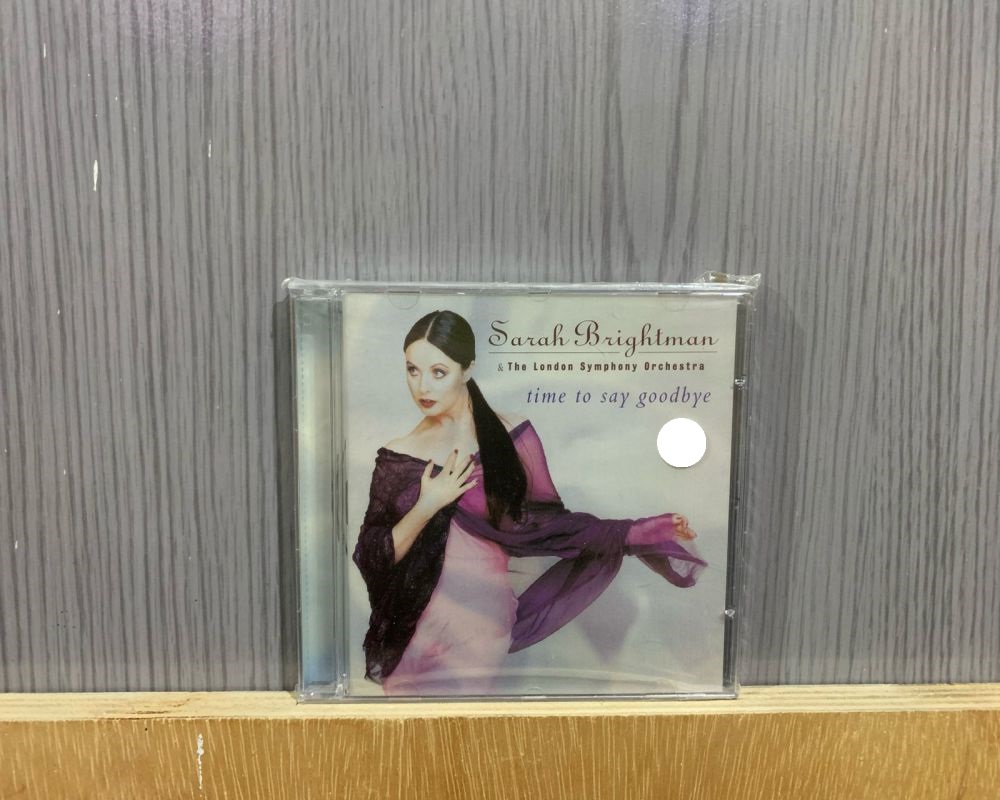 Sarah Brightman
& The London Symphony Orchestra
time to say goodbye